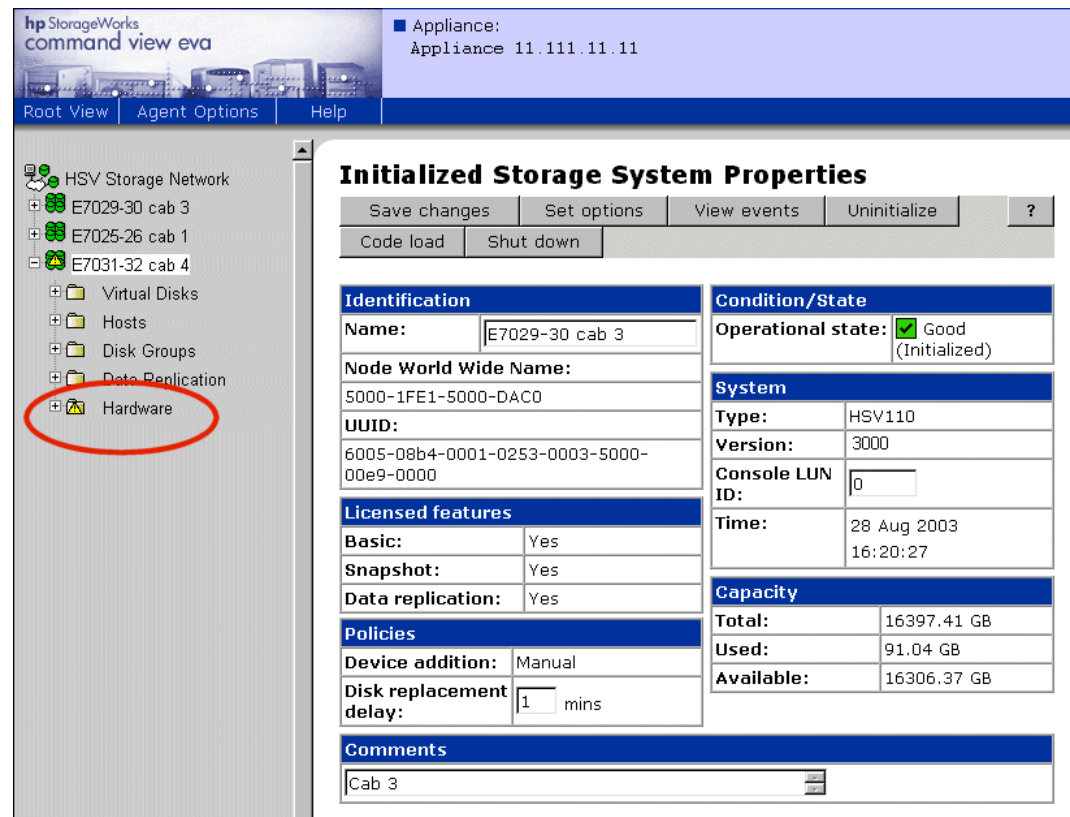 hp StorageWorks
command view eva
Appliance:
Appliance 11.111.11.11
Root View
Agent Options
Help
HSV Storage Network
E7029-30 cab 3
E7025-26 cab 1
E7031-32 cab 4
Virtual Disks
Hosts
Disk Groups
Data Replication
Hardware
Initialized Storage System Properties
Save changes
Set options
View events
Uninitialize
?
Code load
Shut down
Identification
Name: E7029-30 cab 3
Node World Wide Name:
5000-1FE1-5000-DAC0
UUID:
6005-08b4-0001-0253-0003-5000-
00e9-0000
Licensed features
Basic: Yes
Snapshot: Yes
Data replication: Yes
Policies
Device addition: Manual
Disk replacement
delay: 1 mins
Condition/State
Operational state: Good
(Initialized)
System
Type: HSV110
Version: 3000
Console LUN
ID: 0
Time: 28 Aug 2003
16:20:27
Capacity
Total: 16397.41 GB
Used: 91.04 GB
Available: 16306.37 GB
Comments
Cab 3